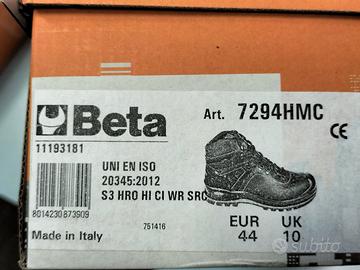 Beta
Art. 7294HMC
CE
11193181
UNI EN ISO
20345:2012
S3 HRO HI CI WR SRC
8014230873909
751416
EUR UK
44 10
Made in Italy
subito